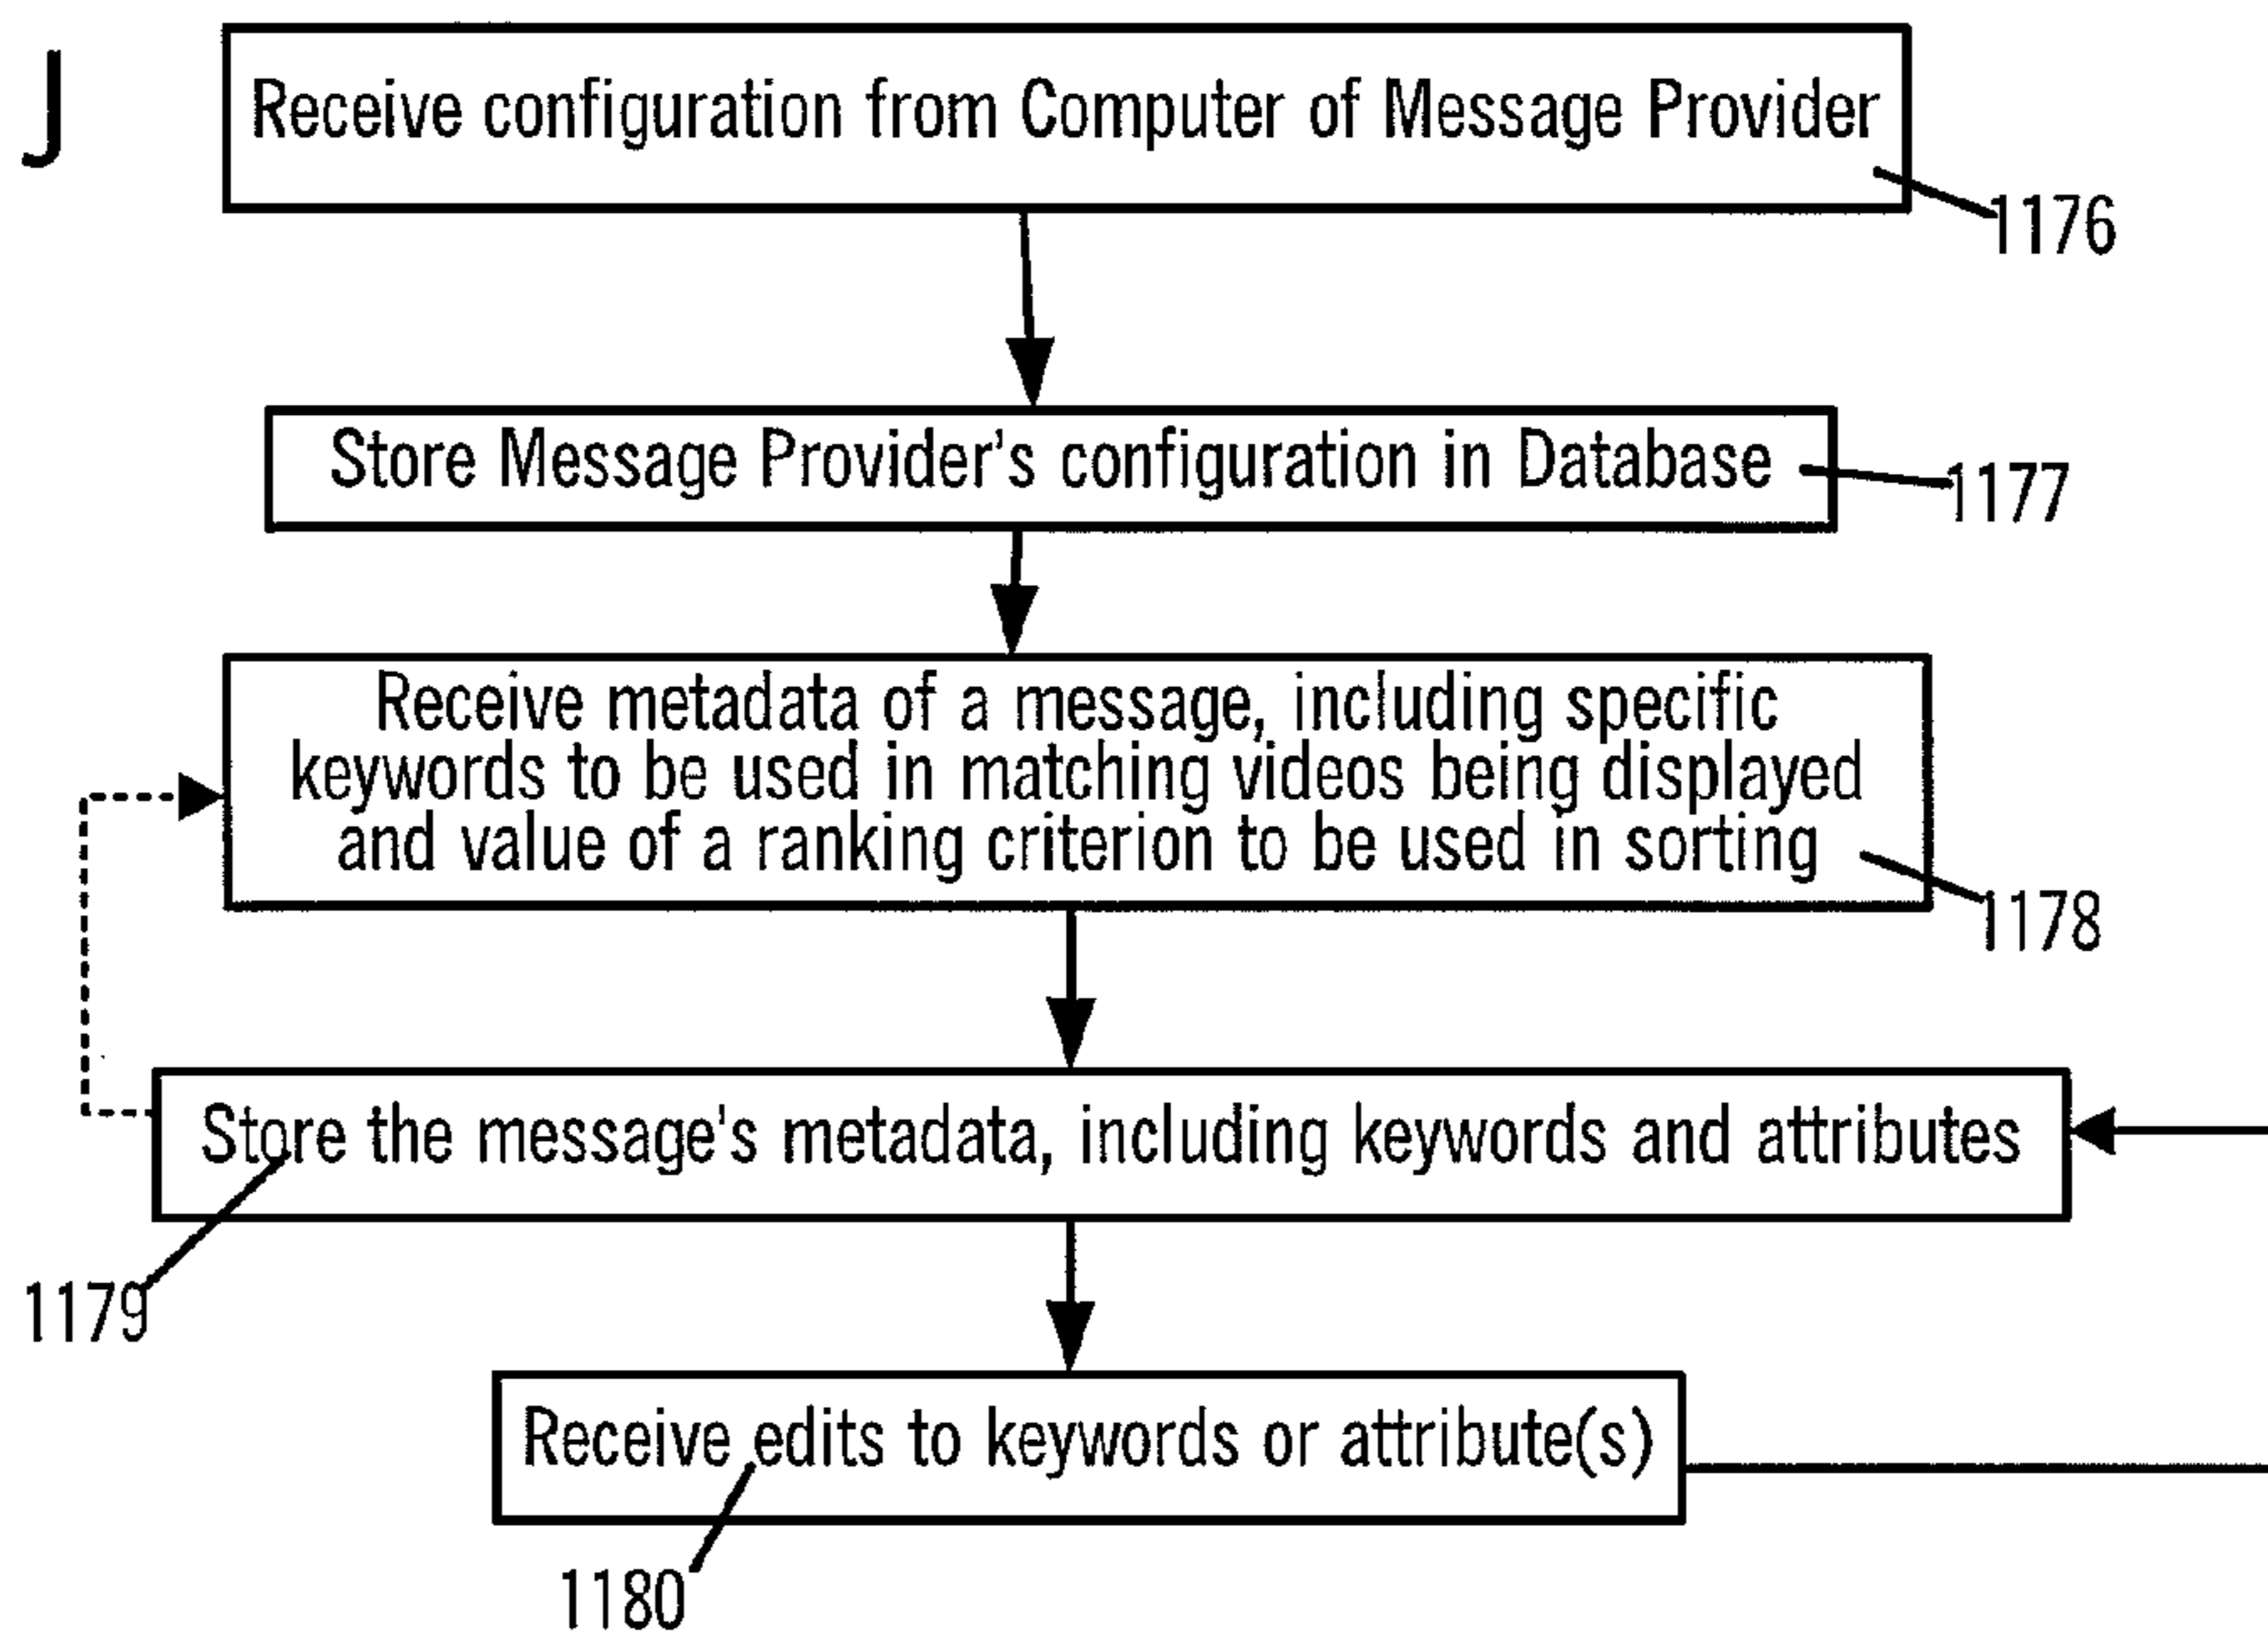 J
Receive configuration from Computer of Message Provider
1176
Store Message Provider's configuration in Database
1177
Receive metadata of a message, including specific
keywords to be used in matching videos being displayed
and value of a ranking criterion to be used in sorting
1178
Store the message's metadata, including keywords and attributes
1179
Receive edits to keywords or attribute(s)
1180